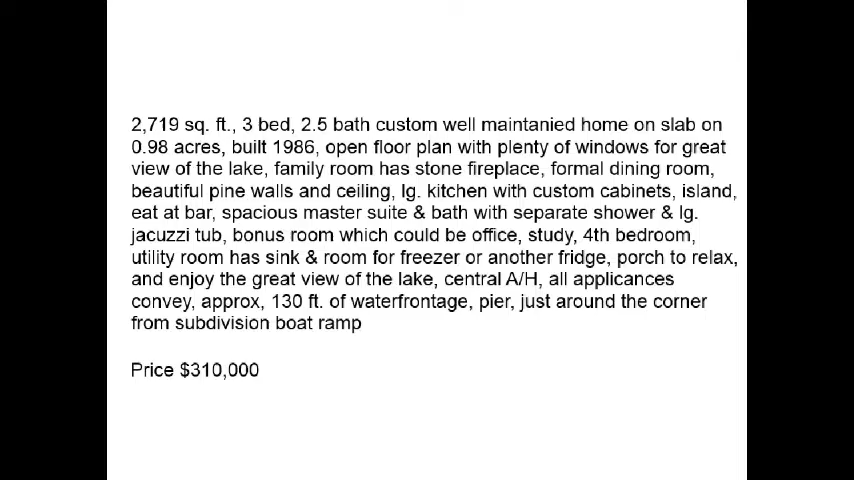 2,719 sq. ft., 3 bed, 2.5 bath custom well maintanied home on slab on
0.98 acres, built 1986, open floor plan with plenty of windows for great
view of the lake, family room has stone fireplace, formal dining room,
beautiful pine walls and ceiling, lg. kitchen with custom cabinets, island,
eat at bar, spacious master suite & bath with separate shower & lg.
jacuzzi tub, bonus room which could be office, study, 4th bedroom,
utility room has sink & room for freezer or another fridge, porch to relax,
and enjoy the great view of the lake, central A/H, all applicances
convey, approx, 130 ft. of waterfrontage, pier, just around the corner
from subdivision boat ramp
Price $310,000